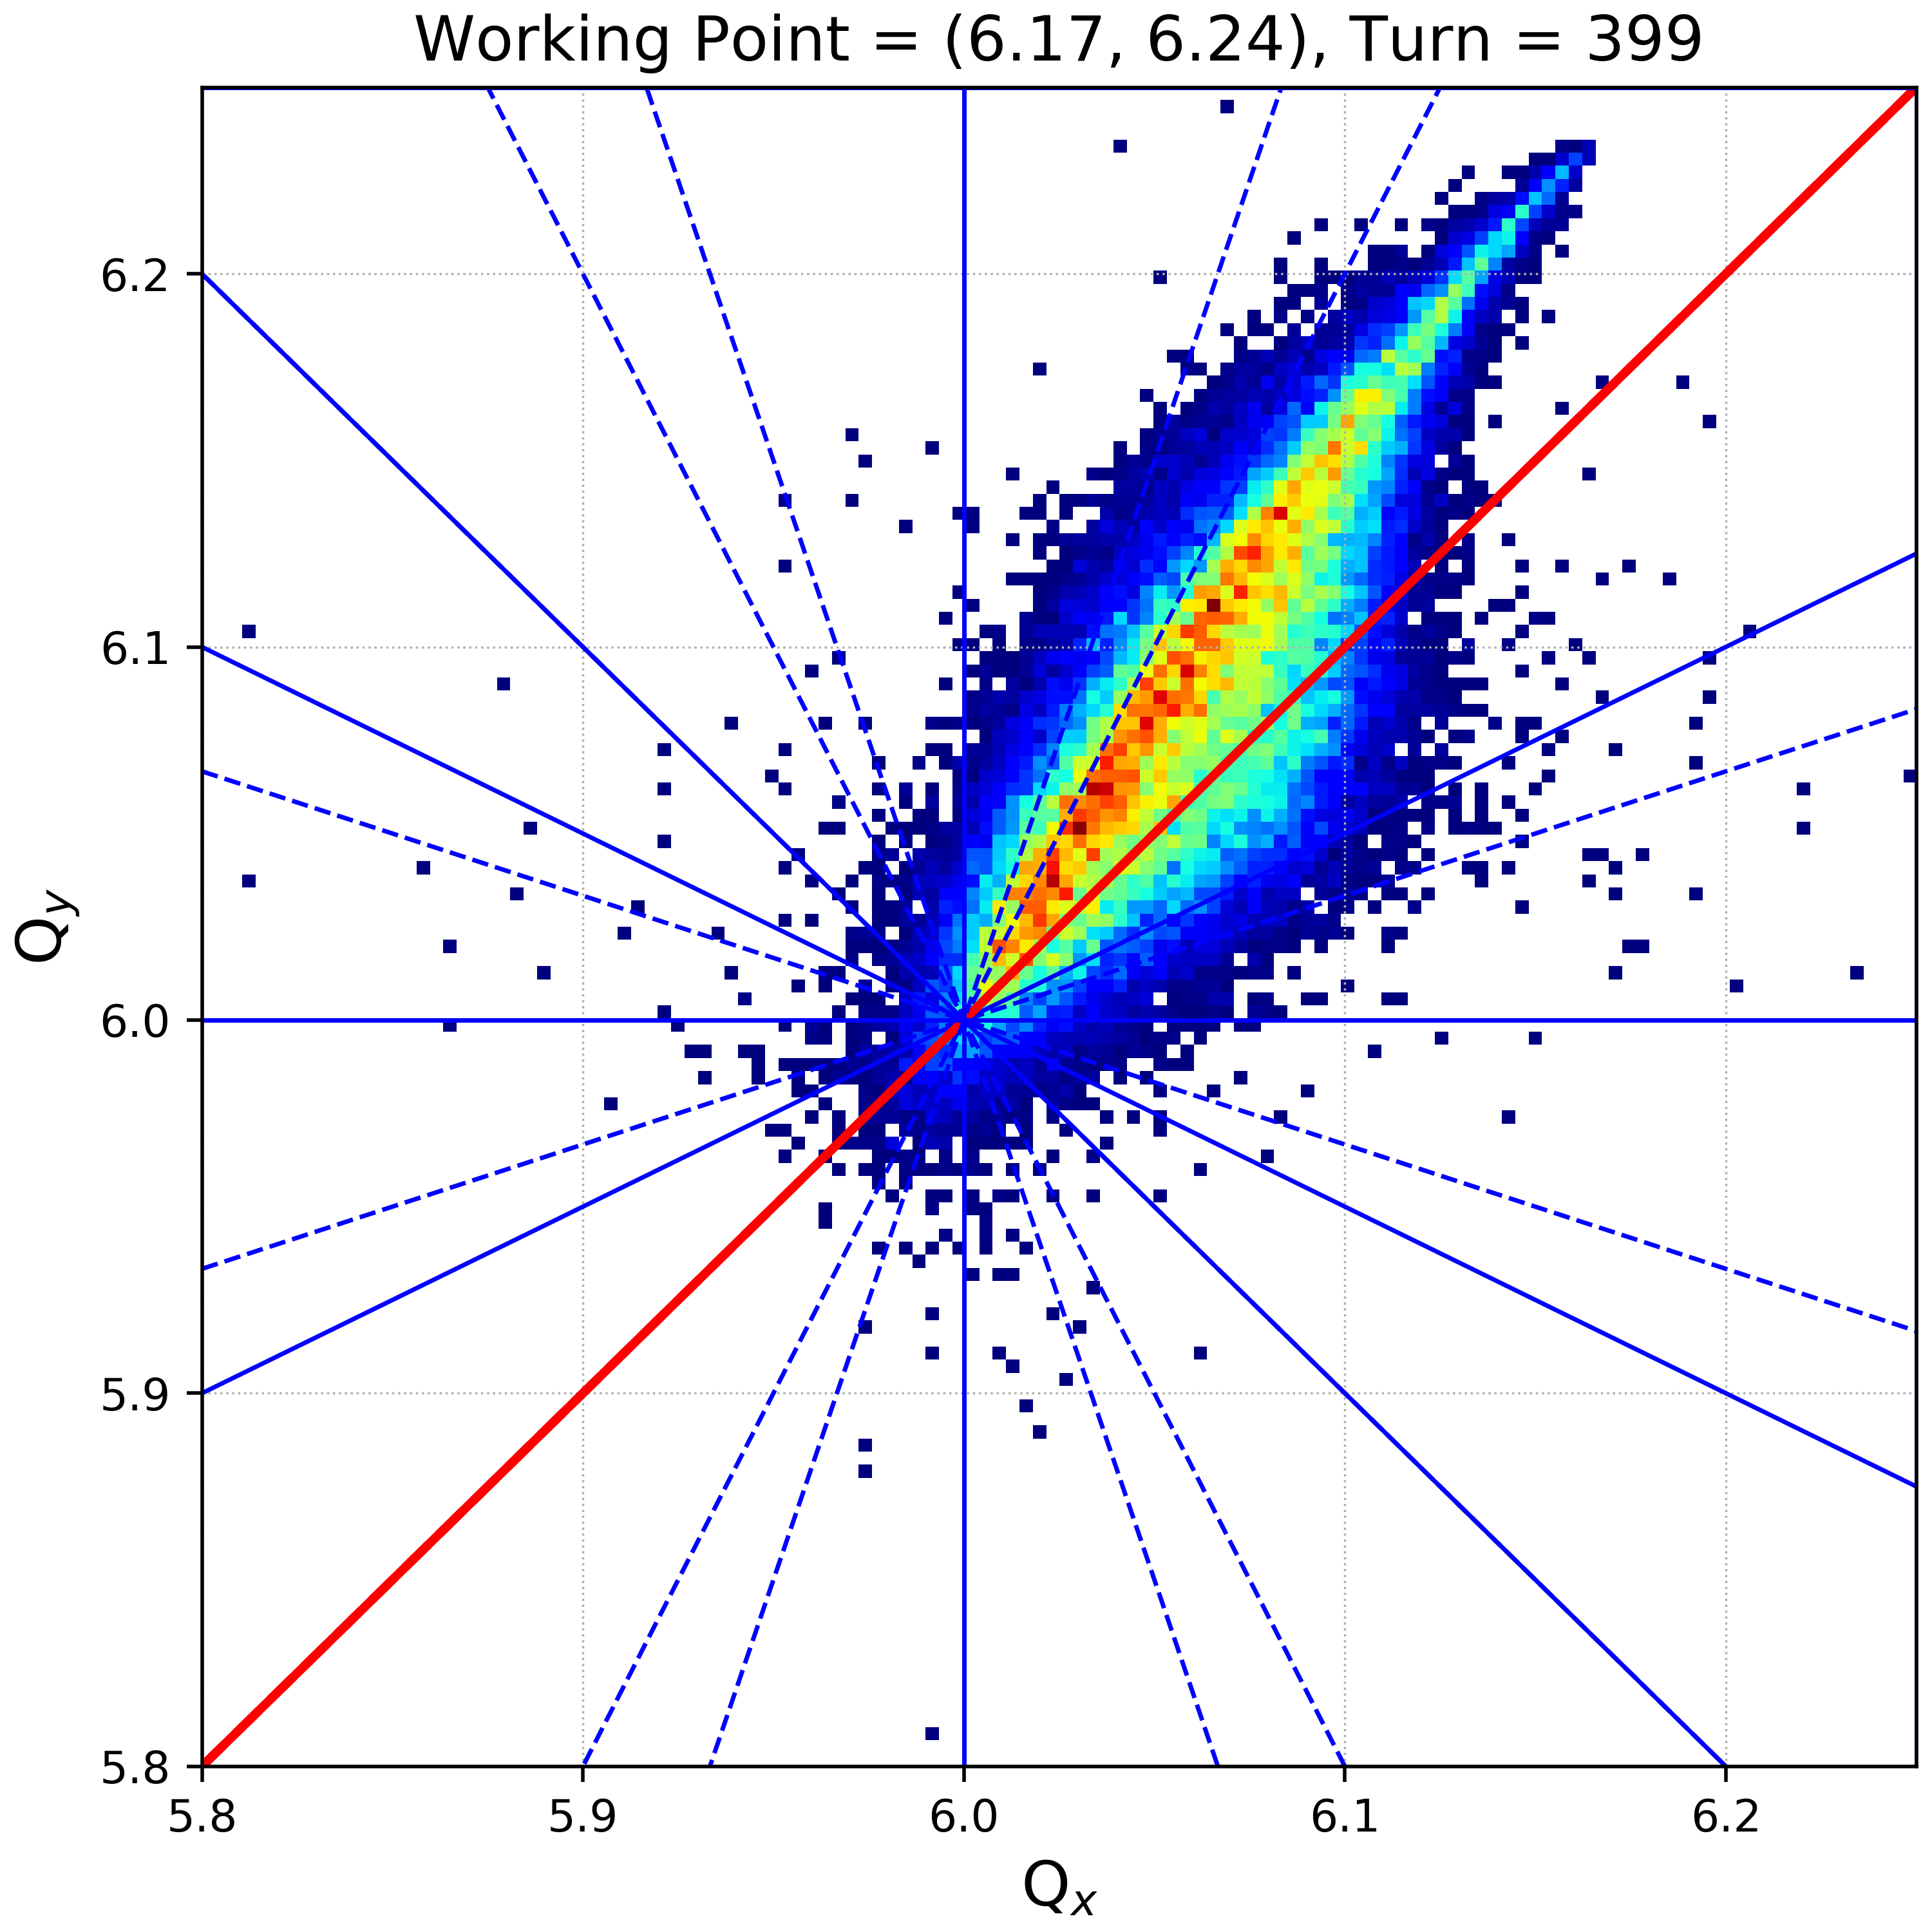 Working Point = (6.17, 6.24), Turn = 399
6.2
6.1
6.0
5.9
5.8
Qy
5.8 5.9 6.0 6.1 6.2
Qx